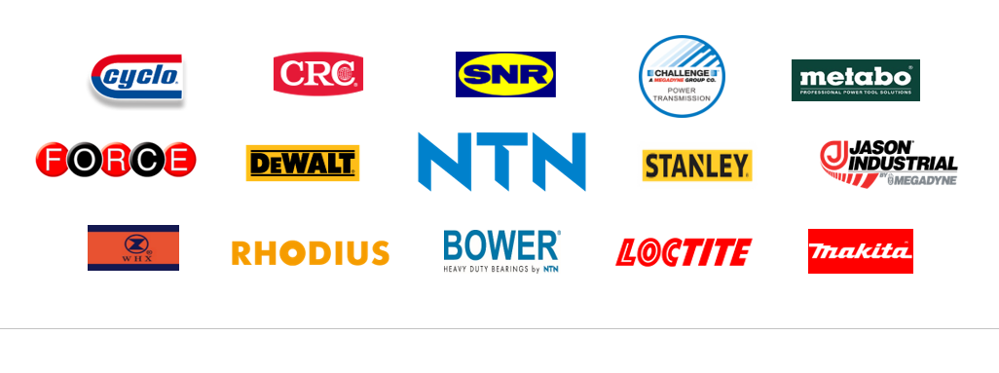 cyclo.
CRC®
SNR
CHALLENGE
A MEGADYNE GROUP CO.
POWER
TRANSMISSION
metabo®
PROFESSIONAL POWER TOOL SOLUTIONS
FORCE
DEWALT
NTN
STANLEY
JASON
INDUSTRIAL
BY MEGADYNE
WHX
RHODIUS
BOWER®
HEAVY DUTY BEARINGS by NTN
LOCTITE
makita